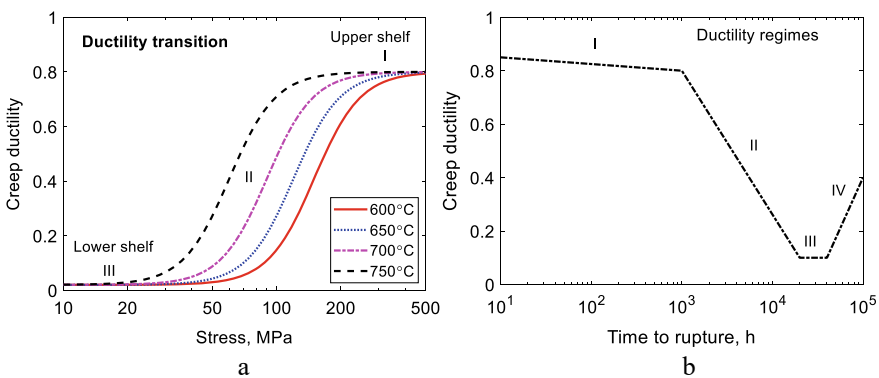 Ductility transition
Upper shelf
I
II
Lower shelf
III
600°C
650°C
700°C
750°C
Creep ductility
1
0.8
0.6
0.4
0.2
0
10
20
50
100
200
500
Stress, MPa
a
Ductility regimes
I
II
III
IV
Creep ductility
1
0.8
0.6
0.4
0.2
0
10^1
10^2
10^3
10^4
10^5
Time to rupture, h
b